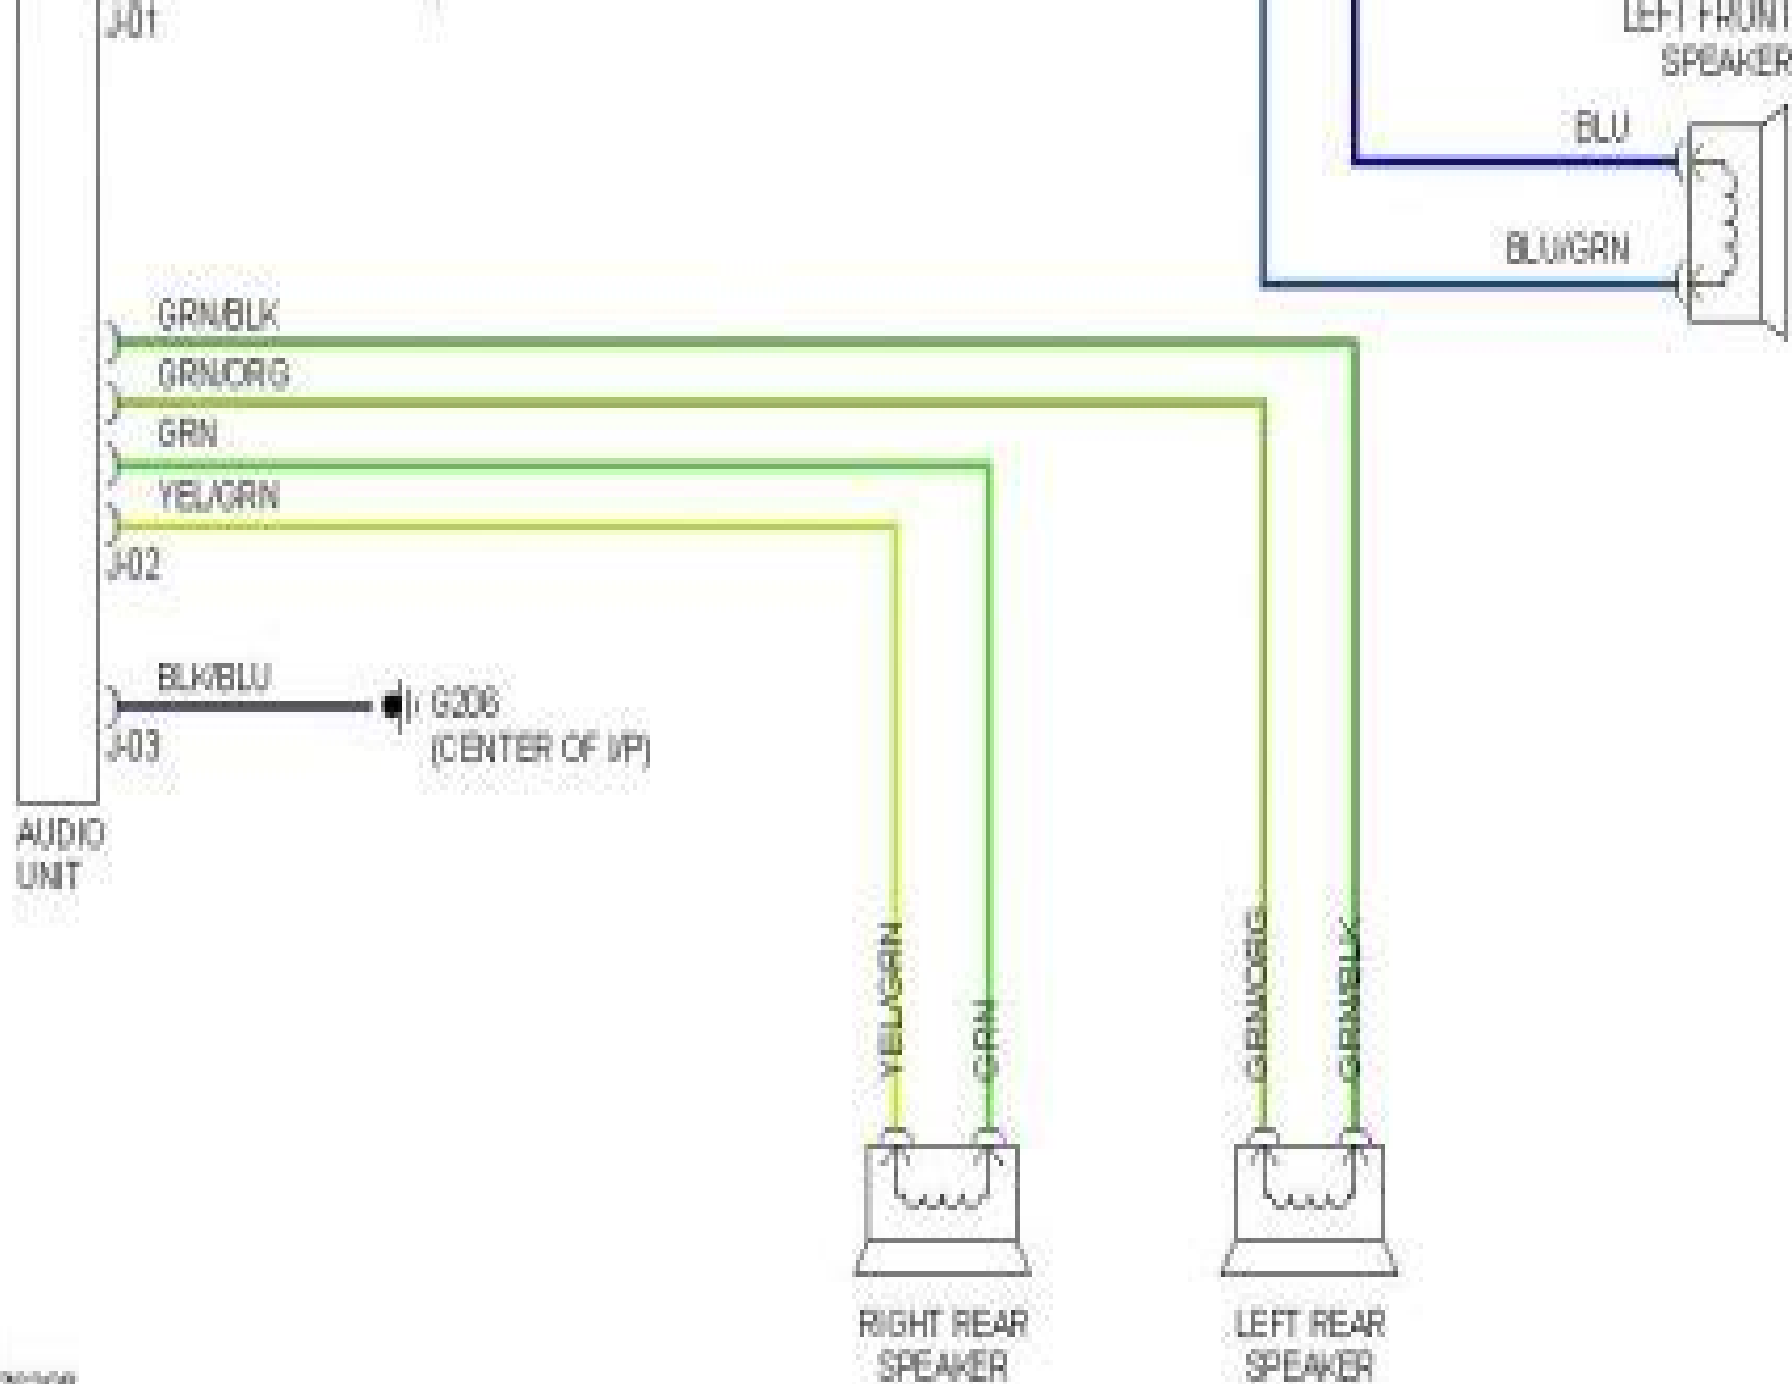 J-01
LEFT FRONT
SPEAKER
BLU
BLU/GRN
GRN/BLK
GRN/ORG
GRN
YEL/GRN
J-02
BLK/BLU
G206
(CENTER OF I/P)
J-03
AUDIO
UNIT
YEL/GRN
GRN
GRN/ORG
GRN/BLK
RIGHT REAR
SPEAKER
LEFT REAR
SPEAKER